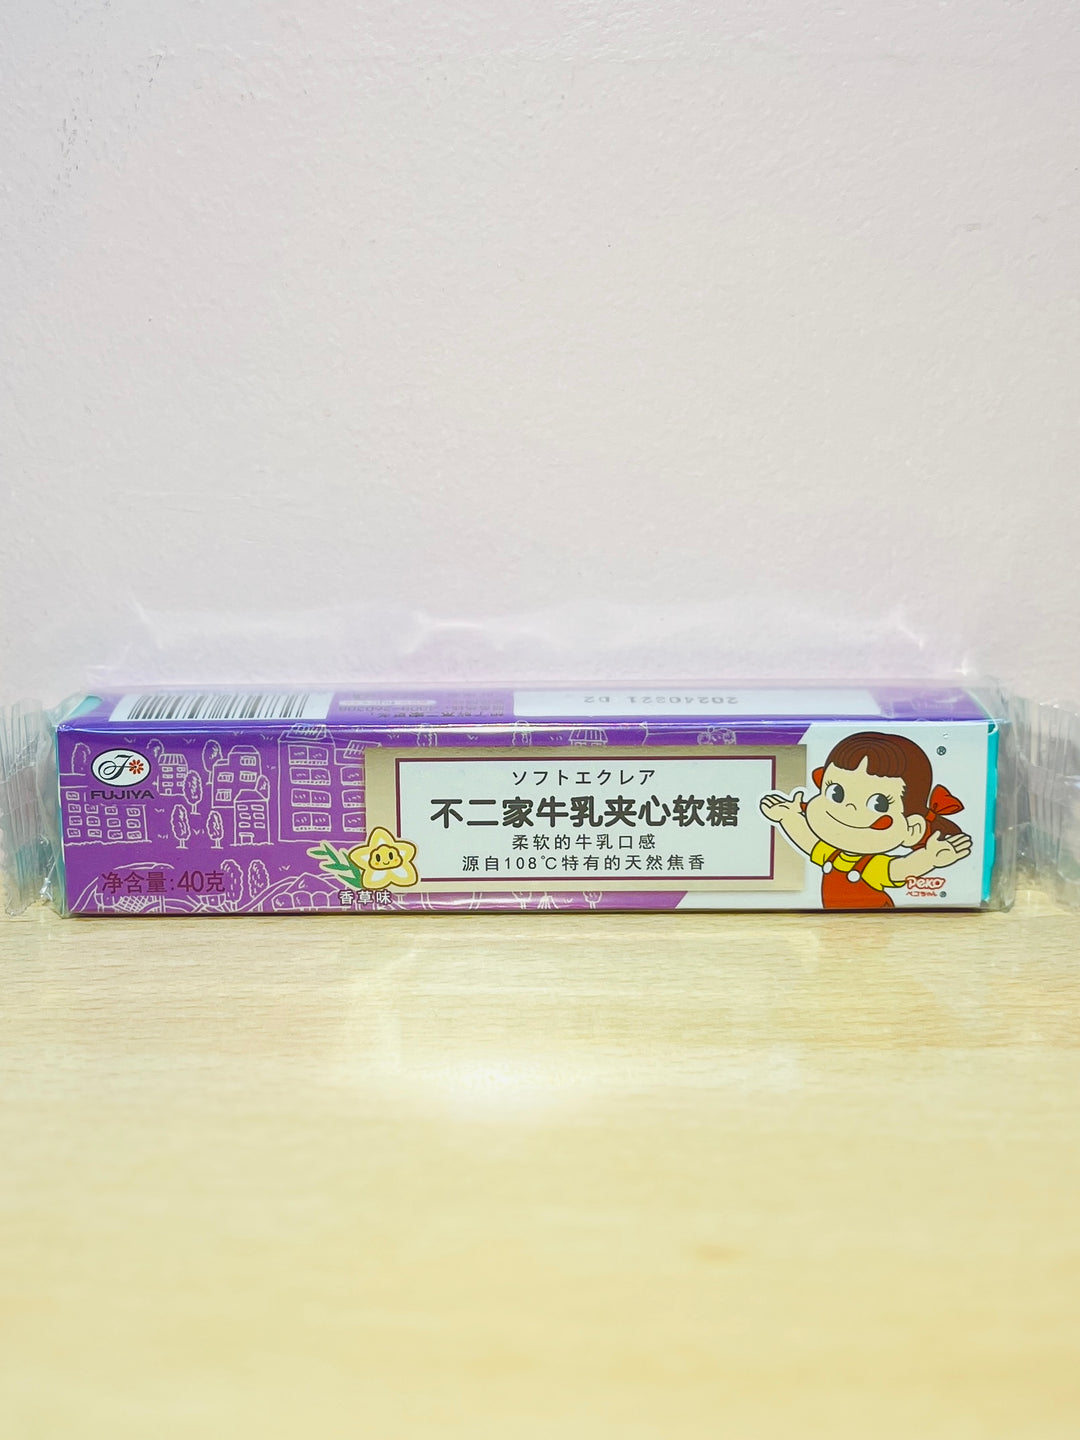 20240821 D2
FUJIYA
ソフトエクレア
不二家牛乳夹心软糖
柔软的牛乳口感
源自108℃特有的天然焦香
净含量:40克
香草味
®
Peko
ペコちゃん ®